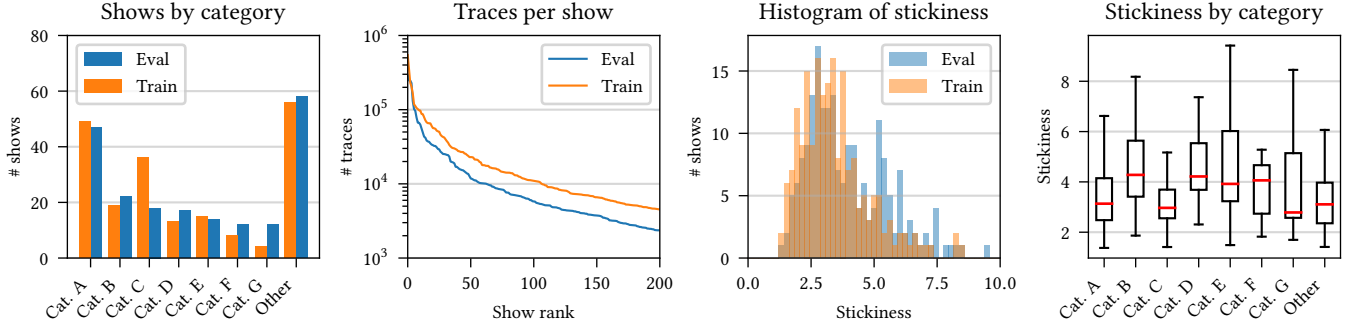 Shows by category
80
60
40
20
0
# shows
Eval
Train
Cat. A
Cat. B
Cat. C
Cat. D
Cat. E
Cat. F
Cat. G
Other
Traces per show
10^6
10^5
10^4
10^3
# traces
Eval
Train
0
50
100
150
200
Show rank
Histogram of stickiness
15
10
5
0
# shows
Eval
Train
0.0
2.5
5.0
7.5
10.0
Stickiness
Stickiness by category
8
6
4
2
Stickiness
Cat. A
Cat. B
Cat. C
Cat. D
Cat. E
Cat. F
Cat. G
Other